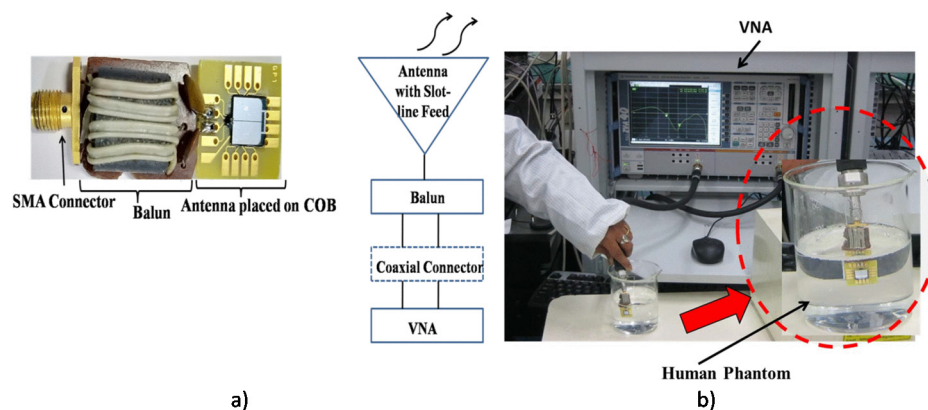 SMA Connector
Balun
Antenna placed on COB
Antenna
with Slot-
line Feed
Balun
Coaxial Connector
VNA
a)
VNA
Human Phantom
b)